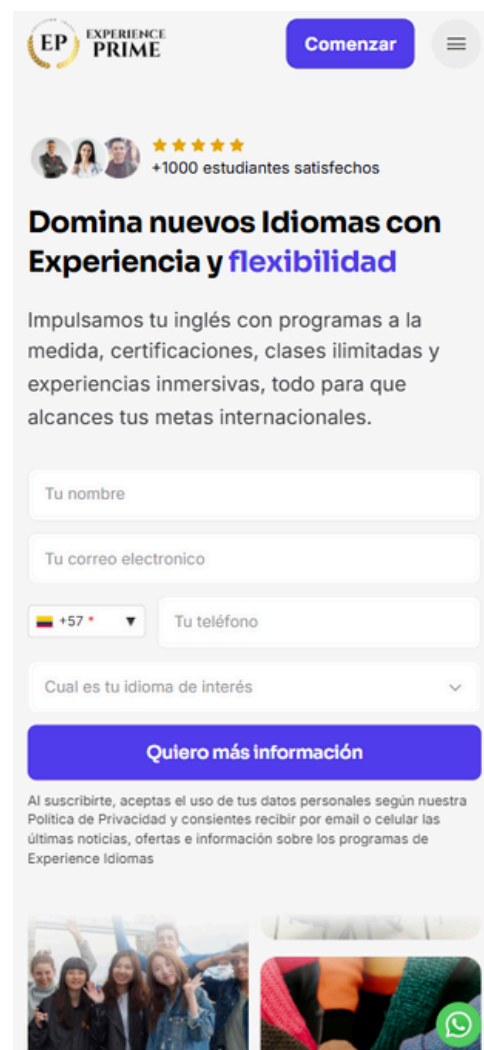 EP EXPERIENCE
PRIME
Comenzar
+1000 estudiantes satisfechos
Domina nuevos Idiomas con
Experiencia y flexibilidad
Impulsamos tu inglés con programas a la
medida, certificaciones, clases ilimitadas y
experiencias inmersivas, todo para que
alcances tus metas internacionales.
Tu nombre
Tu correo electronico
+57 * ▼ Tu teléfono
Cual es tu idioma de interés
Quiero más información
Al suscribirte, aceptas el uso de tus datos personales según nuestra
Política de Privacidad y consientes recibir por email o celular las
últimas noticias, ofertas e información sobre los programas de
Experience Idiomas